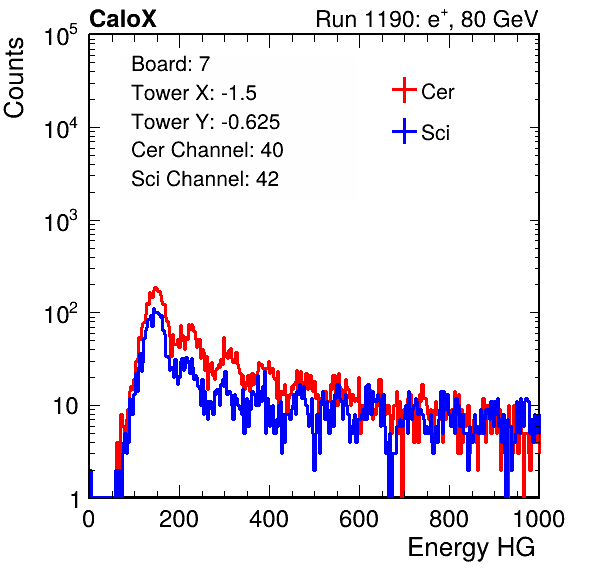 CaloX Run 1190: e⁺, 80 GeV
Counts
10⁵
10⁴
10³
10²
10
1
Board: 7
Tower X: -1.5
Tower Y: -0.625
Cer Channel: 40
Sci Channel: 42
Cer
Sci
0 200 400 600 800 1000
Energy HG